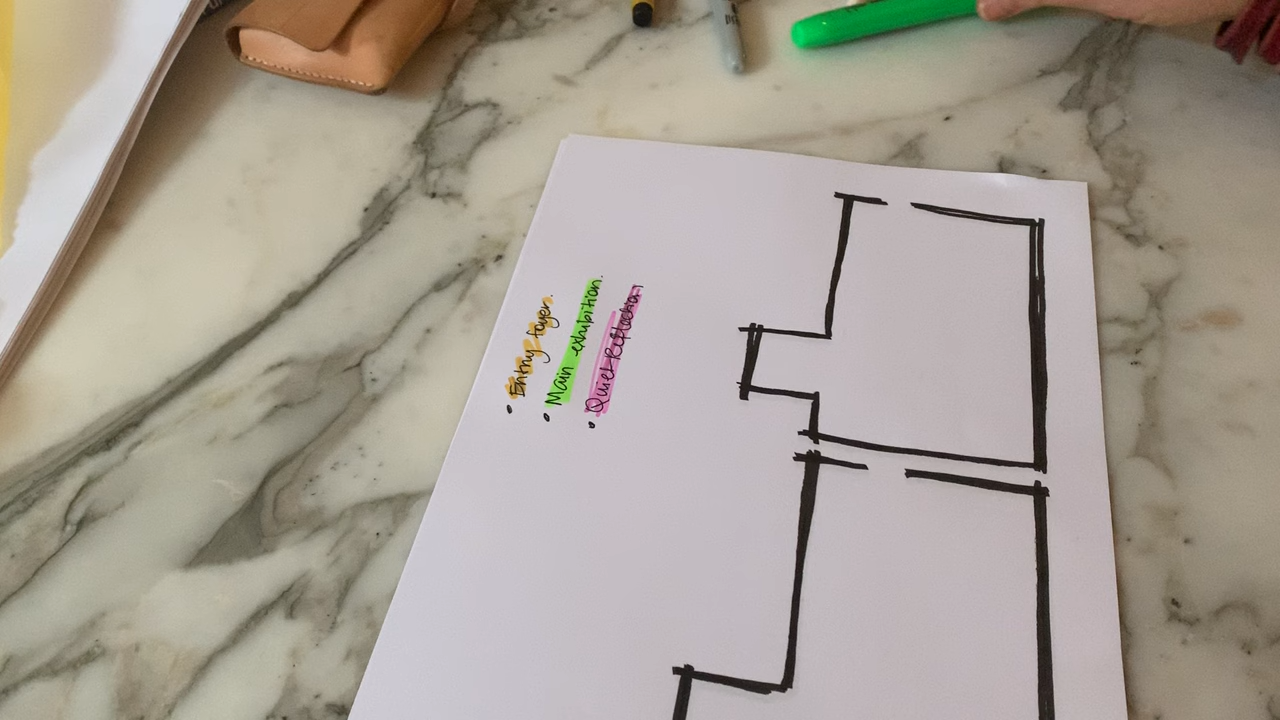 • Entry foyer.
• Main exhibition.
• Quiet Reflection